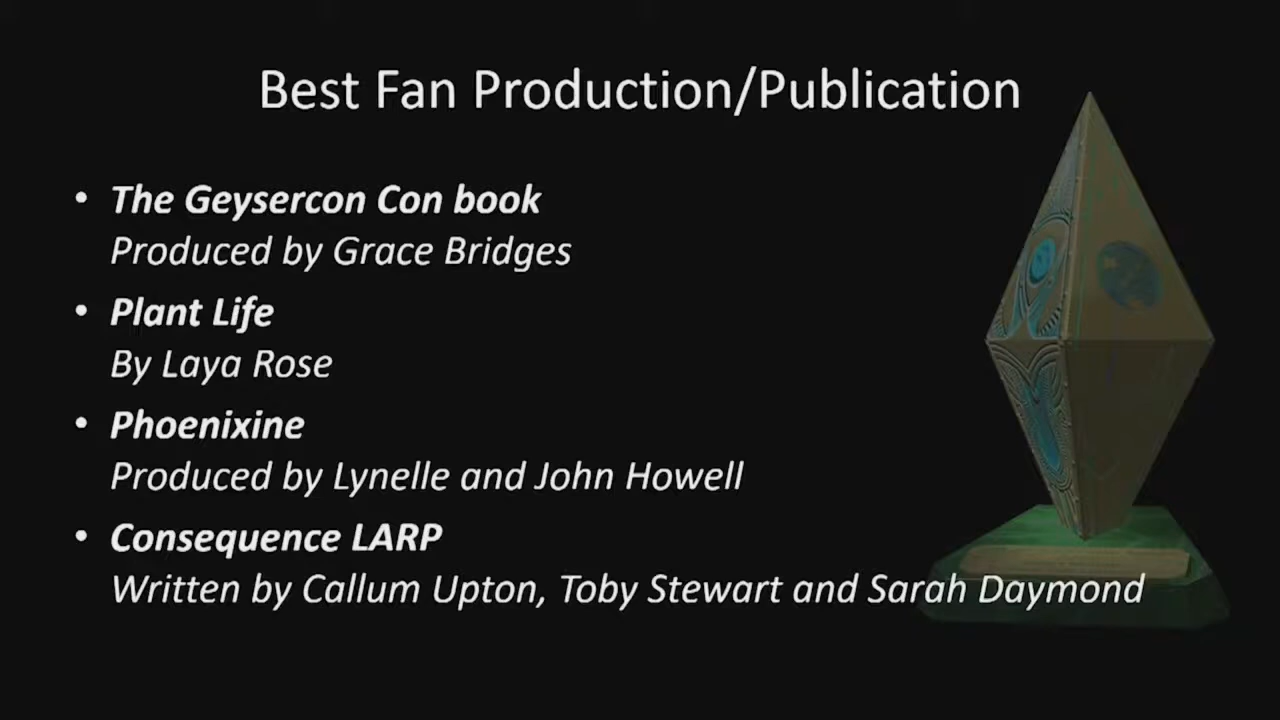 Best Fan Production/Publication
• The Geysercon Con book
Produced by Grace Bridges
• Plant Life
By Laya Rose
• Phoenixine
Produced by Lynelle and John Howell
• Consequence LARP
Written by Callum Upton, Toby Stewart and Sarah Daymond